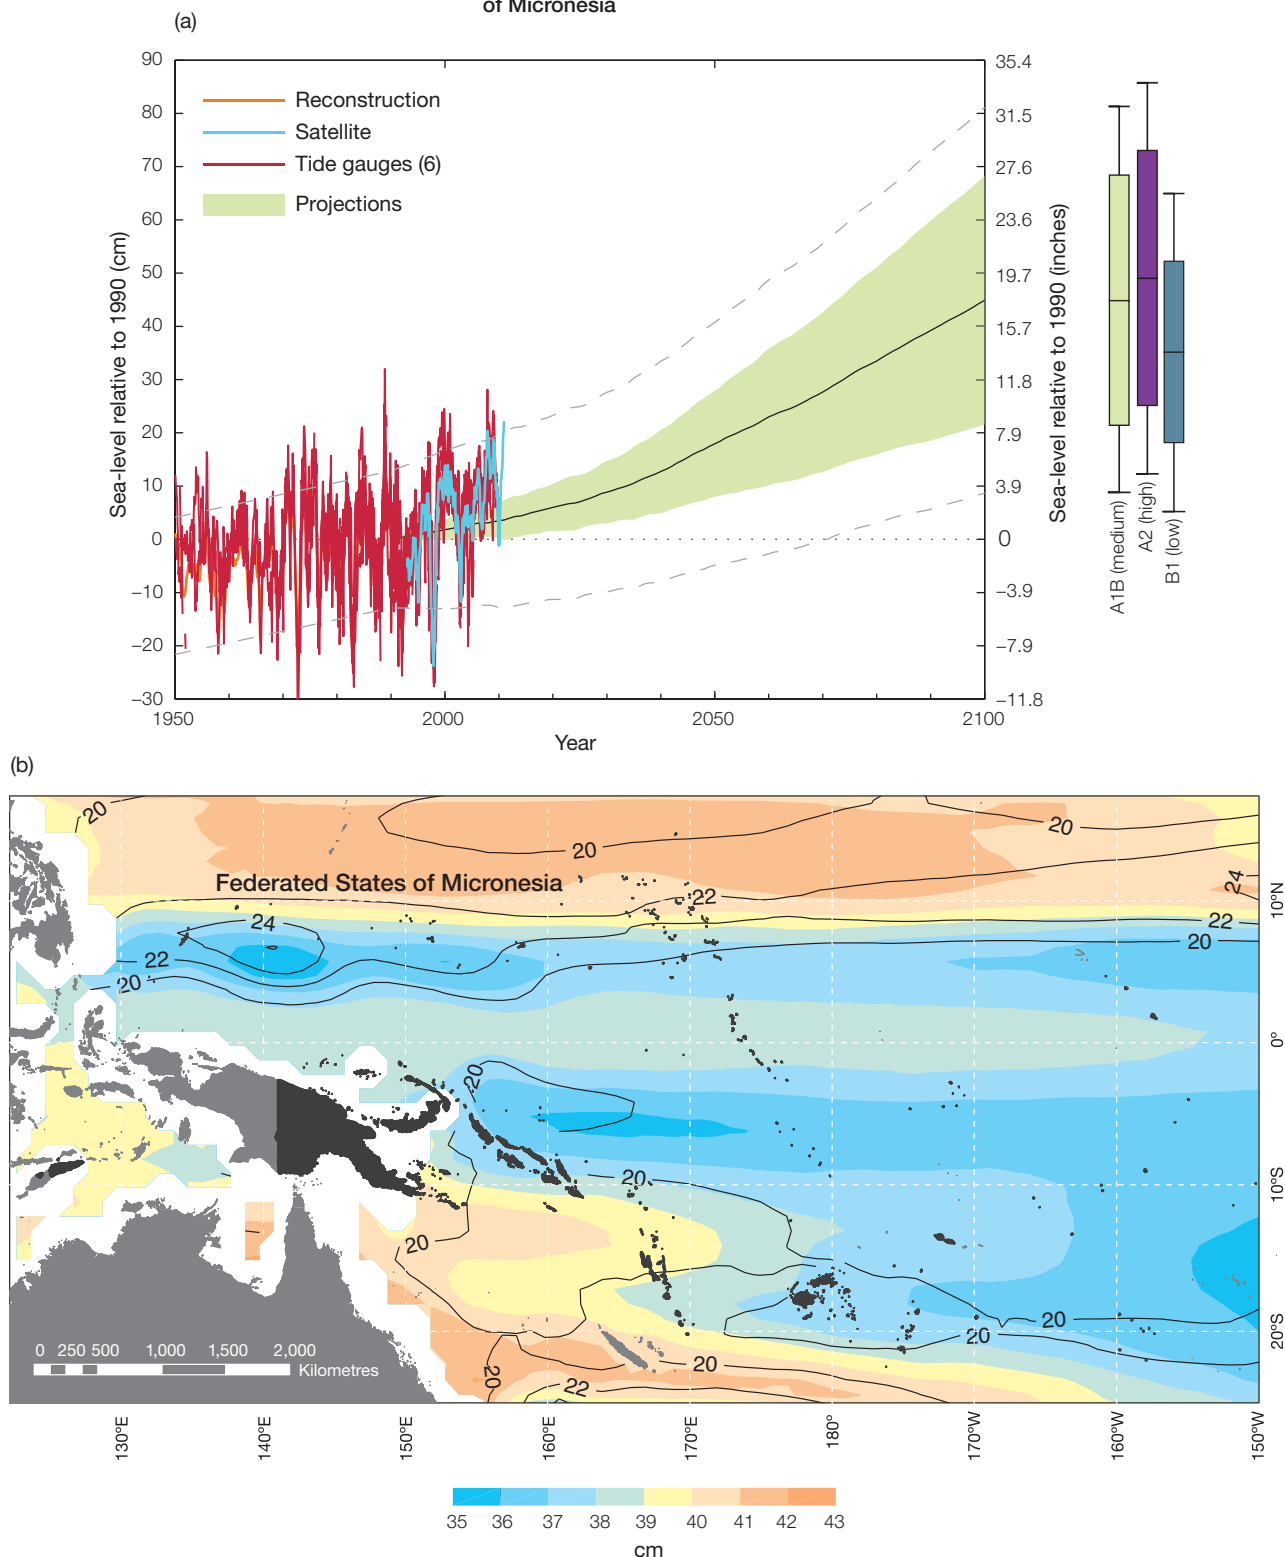 of Micronesia
(a)
90
80
70
60
50
40
30
20
10
0
−10
−20
−30
Sea-level relative to 1990 (cm)
Reconstruction
Satellite
Tide gauges (6)
Projections
35.4
31.5
27.6
23.6
19.7
15.7
11.8
7.9
3.9
0
−3.9
−7.9
−11.8
Sea-level relative to 1990 (inches)
A1B (medium)
A2 (high)
B1 (low)
1950
2000
2050
2100
Year
(b)
20
20
20
Federated States of Micronesia
22
24
24
22
22
20
20
20
20
20
20
20
20
22
20
10°N
0°
10°S
20°S
0 250 500 1,000 1,500 2,000
Kilometres
130°E
140°E
150°E
160°E
170°E
180°
170°W
160°W
150°W
35 36 37 38 39 40 41 42 43
cm